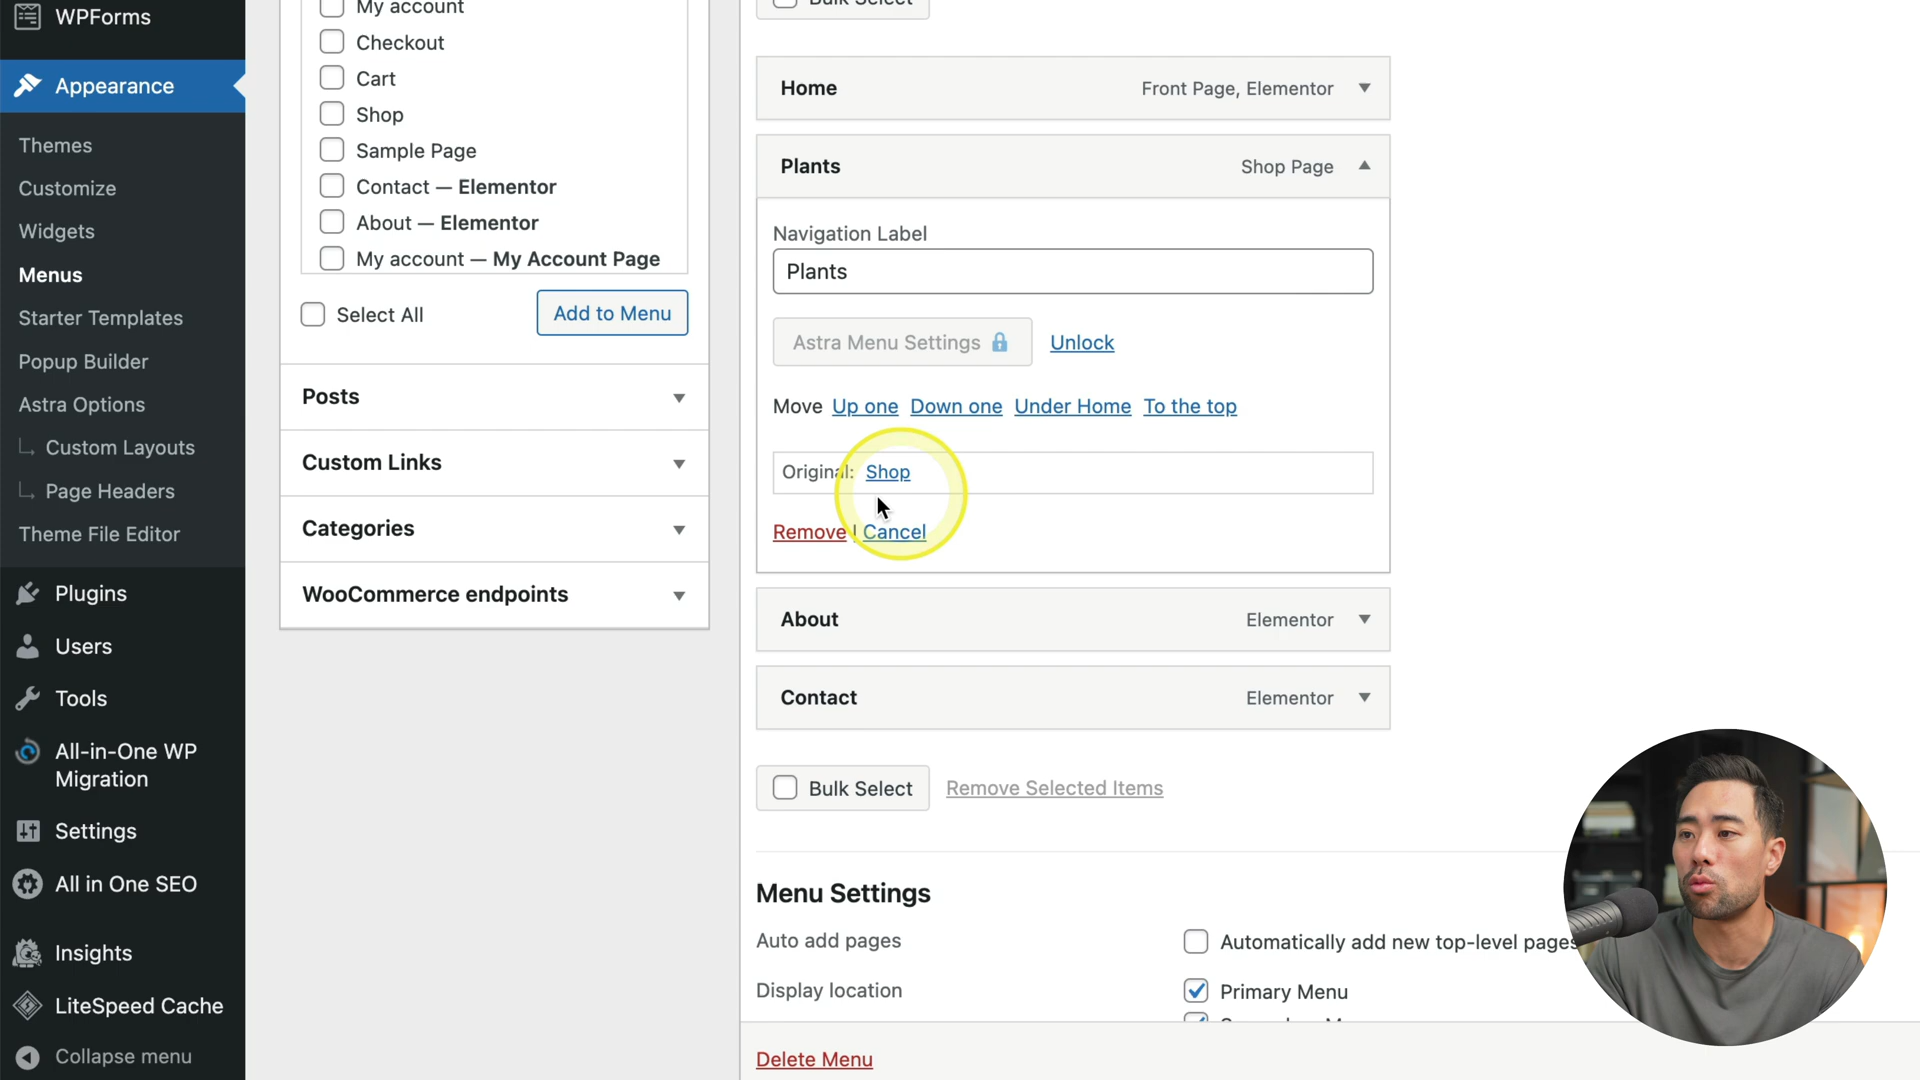 WPForms
Appearance
Themes
Customize
Widgets
Menus
Starter Templates
Popup Builder
Astra Options
Custom Layouts
Page Headers
Theme File Editor
Plugins
Users
Tools
All-in-One WP
Migration
Settings
All in One SEO
Insights
LiteSpeed Cache
Collapse menu
My account
Checkout
Cart
Shop
Sample Page
Contact — Elementor
About — Elementor
My account — My Account Page
Select All
Add to Menu
Posts
Custom Links
Categories
WooCommerce endpoints
Bulk Select
Home
Front Page, Elementor
Plants
Shop Page
Navigation Label
Plants
Astra Menu Settings
Unlock
Move Up one Down one Under Home To the top
Original: Shop
Remove | Cancel
About
Elementor
Contact
Elementor
Bulk Select
Remove Selected Items
Menu Settings
Auto add pages
Automatically add new top-level pages
Display location
Primary Menu
Delete Menu